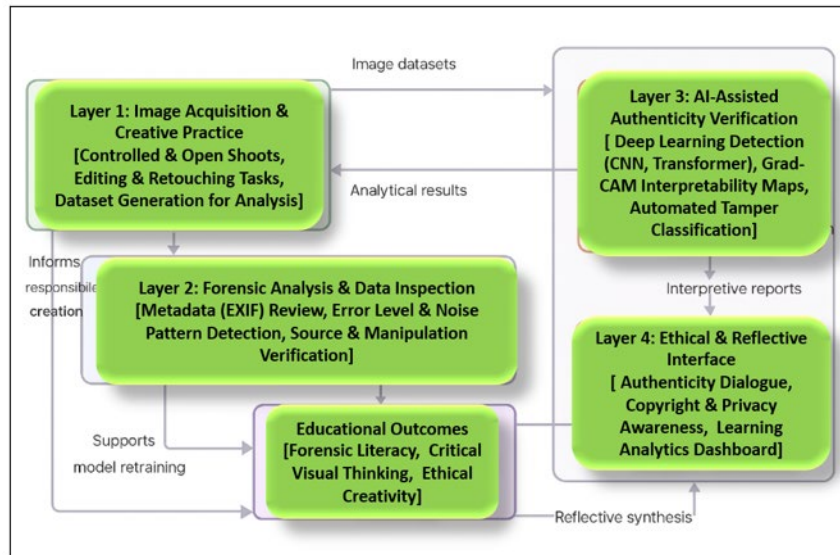 Image datasets
Layer 1: Image Acquisition &
Creative Practice
[Controlled & Open Shoots,
Editing & Retouching Tasks,
Dataset Generation for Analysis]
Layer 3: AI-Assisted
Authenticity Verification
[ Deep Learning Detection
(CNN, Transformer), Grad-
CAM Interpretability Maps,
Automated Tamper
Classification]
Analytical results
Informs
responsibile
creation
Layer 2: Forensic Analysis & Data Inspection
[Metadata (EXIF) Review, Error Level & Noise
Pattern Detection, Source & Manipulation
Verification]
Interpretive reports
Layer 4: Ethical & Reflective
Interface
[ Authenticity Dialogue,
Copyright & Privacy
Awareness, Learning
Analytics Dashboard]
Supports
model retraining
Educational Outcomes
[Forensic Literacy, Critical
Visual Thinking, Ethical
Creativity]
Reflective synthesis